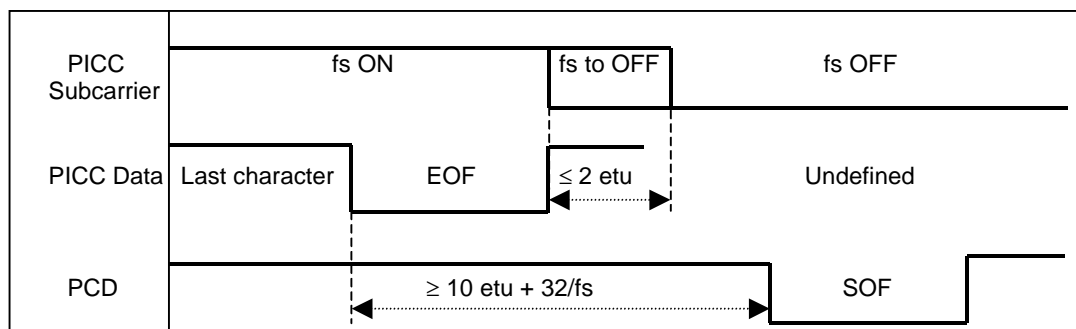 PICC Subcarrier
fs ON
fs to OFF
fs OFF
PICC Data
Last character
EOF
≤ 2 etu
Undefined
PCD
≥ 10 etu + 32/fs
SOF